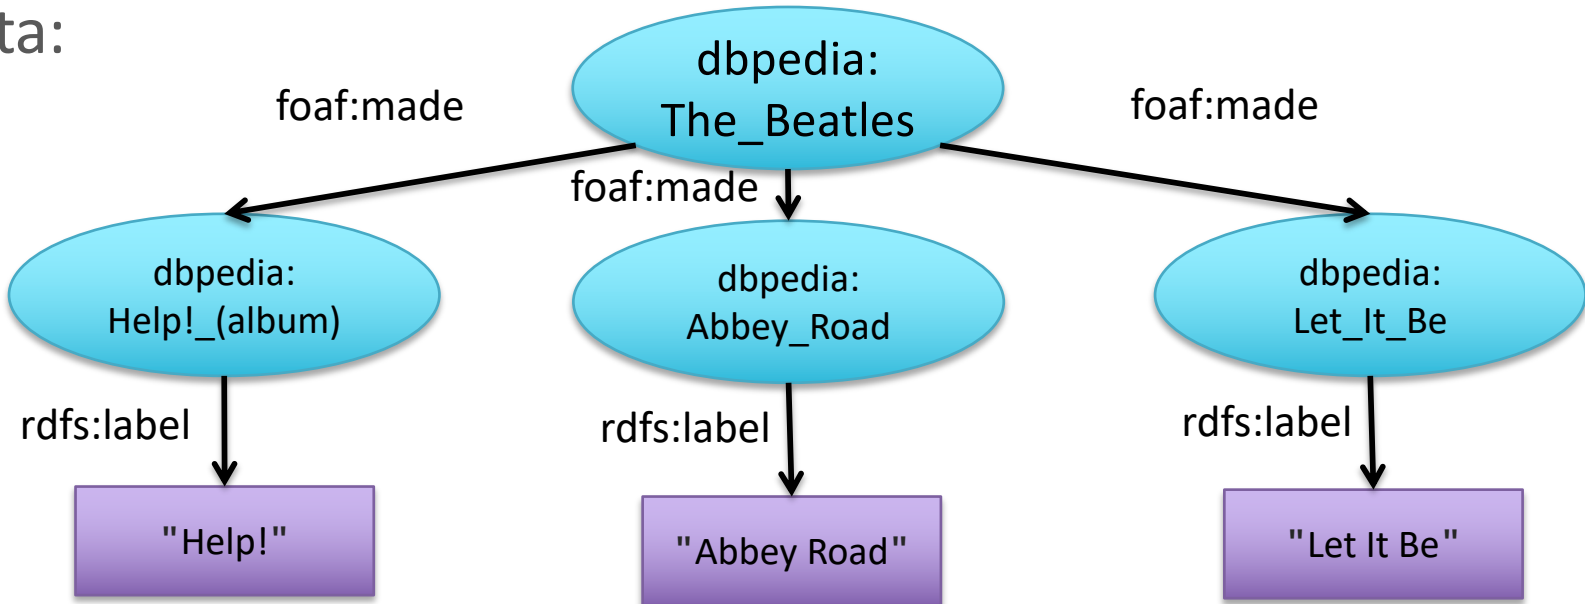 ta:
dbpedia:
The_Beatles
foaf:made
foaf:made
foaf:made
dbpedia:
Help!_(album)
dbpedia:
Abbey_Road
dbpedia:
Let_It_Be
rdfs:label
rdfs:label
rdfs:label
"Help!"
"Abbey Road"
"Let It Be"